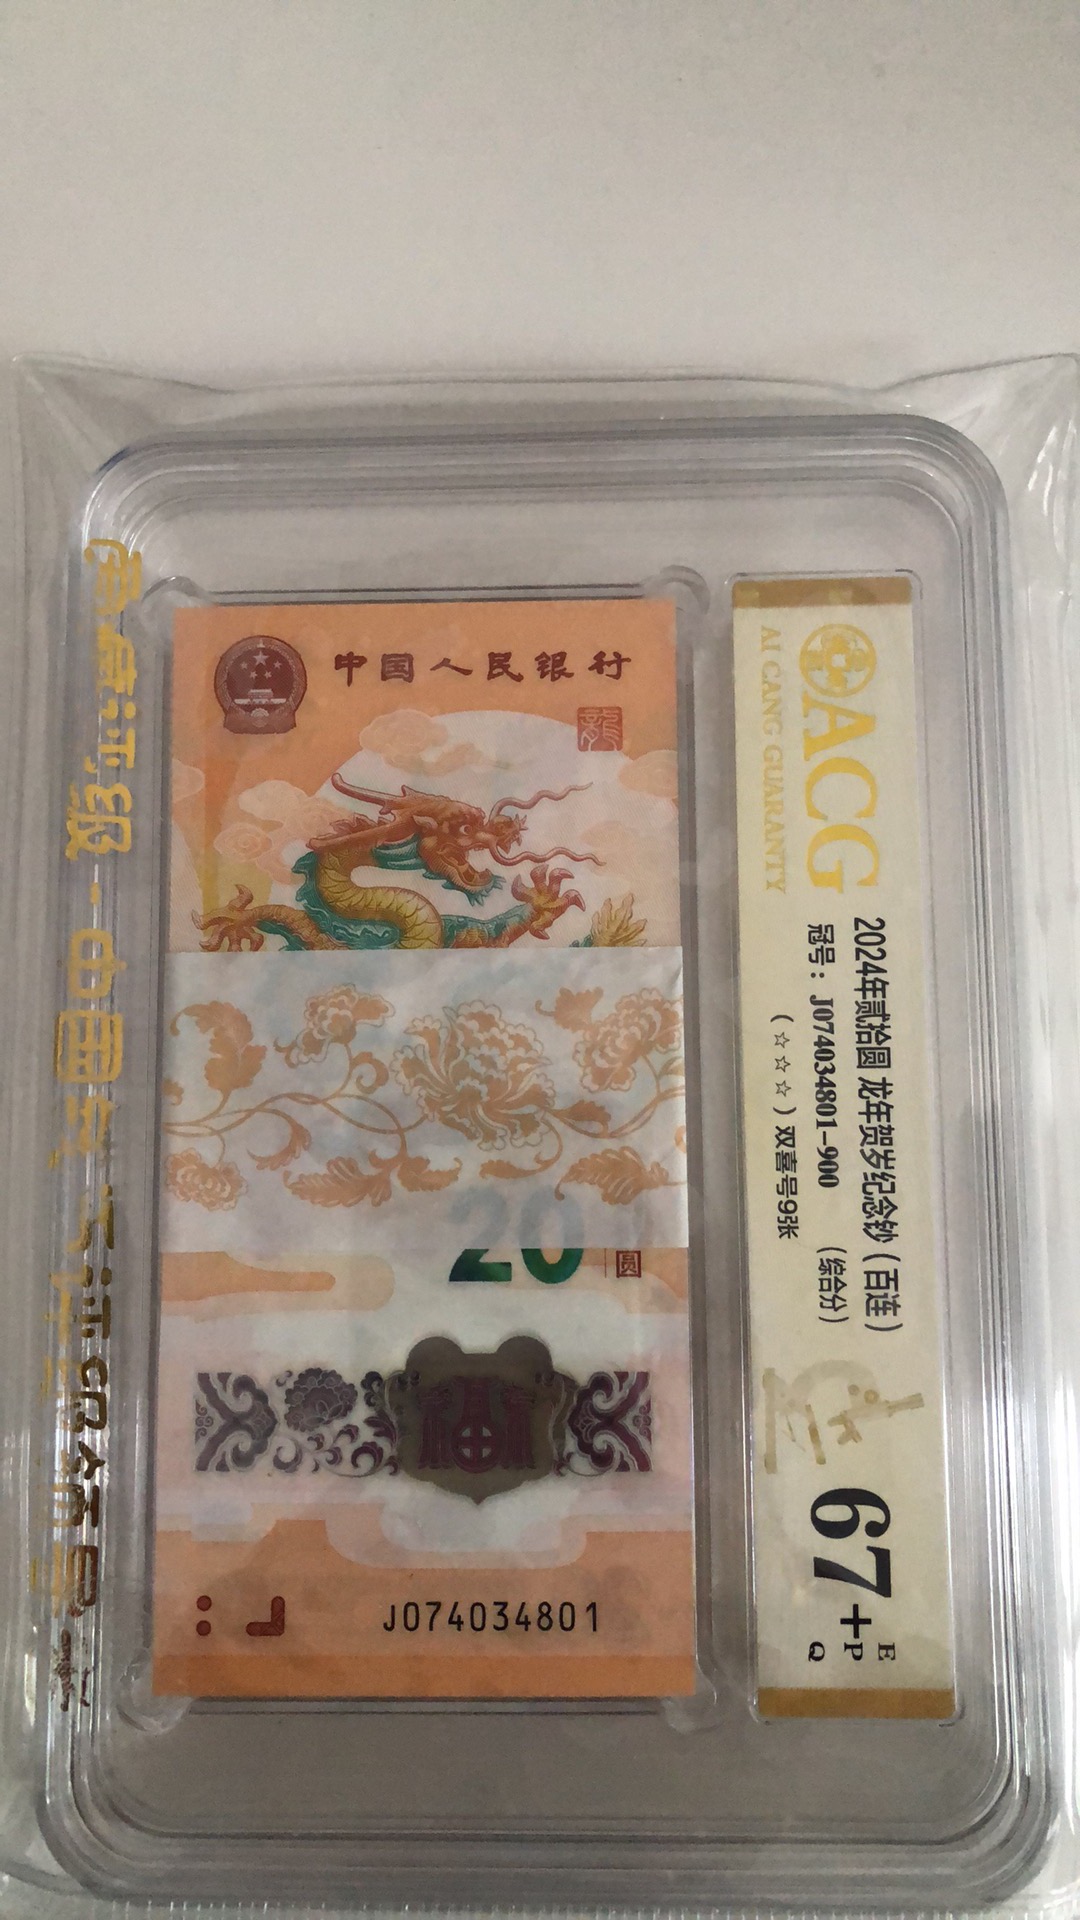 中国人民银行
龍
20
圆
福
J074034801
ACG
AI CANG GUARANTY
2024年贰拾圆 龙年贺岁纪念钞（百连）
冠号：J074034801-900 （综合分）
（☆☆☆）双喜号9张
67+
E
P
Q